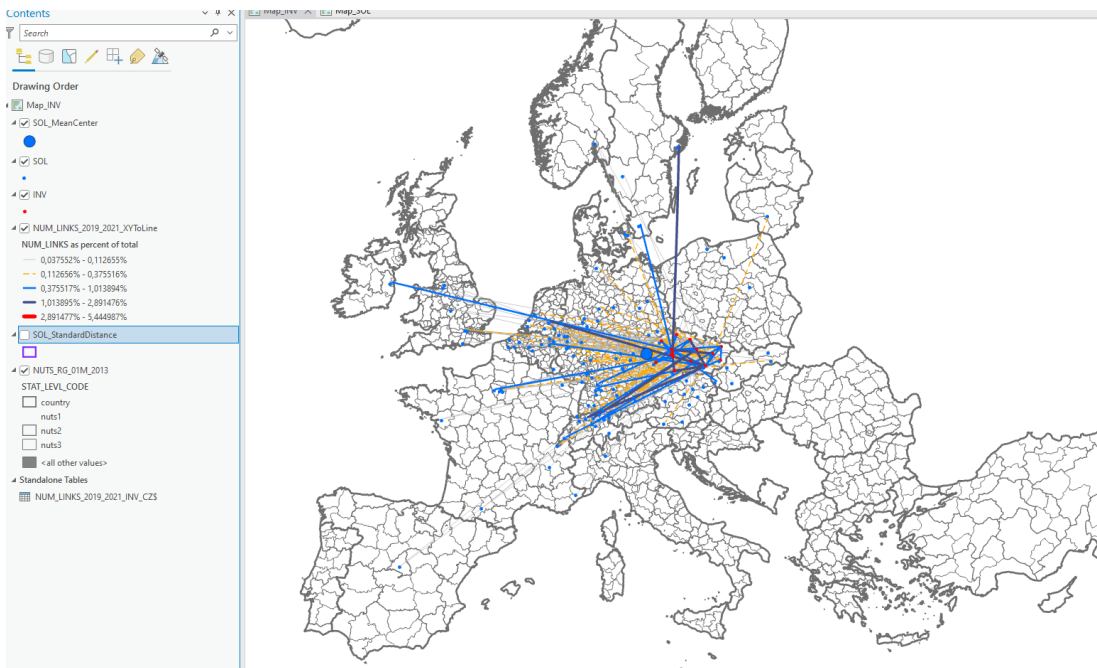 Contents
Map_INV
Map_SOL
Search
Drawing Order
Map_INV
SOL_MeanCenter
SOL
INV
NUM_LINKS_2019_2021_XYToLine
NUM_LINKS as percent of total
0,037552% - 0,112655%
0,112656% - 0,375516%
0,375517% - 1,013894%
1,013895% - 2,891476%
2,891477% - 5,444987%
SOL_StandardDistance
NUTS_RG_01M_2013
STAT_LEVL_CODE
country
nuts1
nuts2
nuts3
<all other values>
Standalone Tables
NUM_LINKS_2019_2021_INV_CZ$